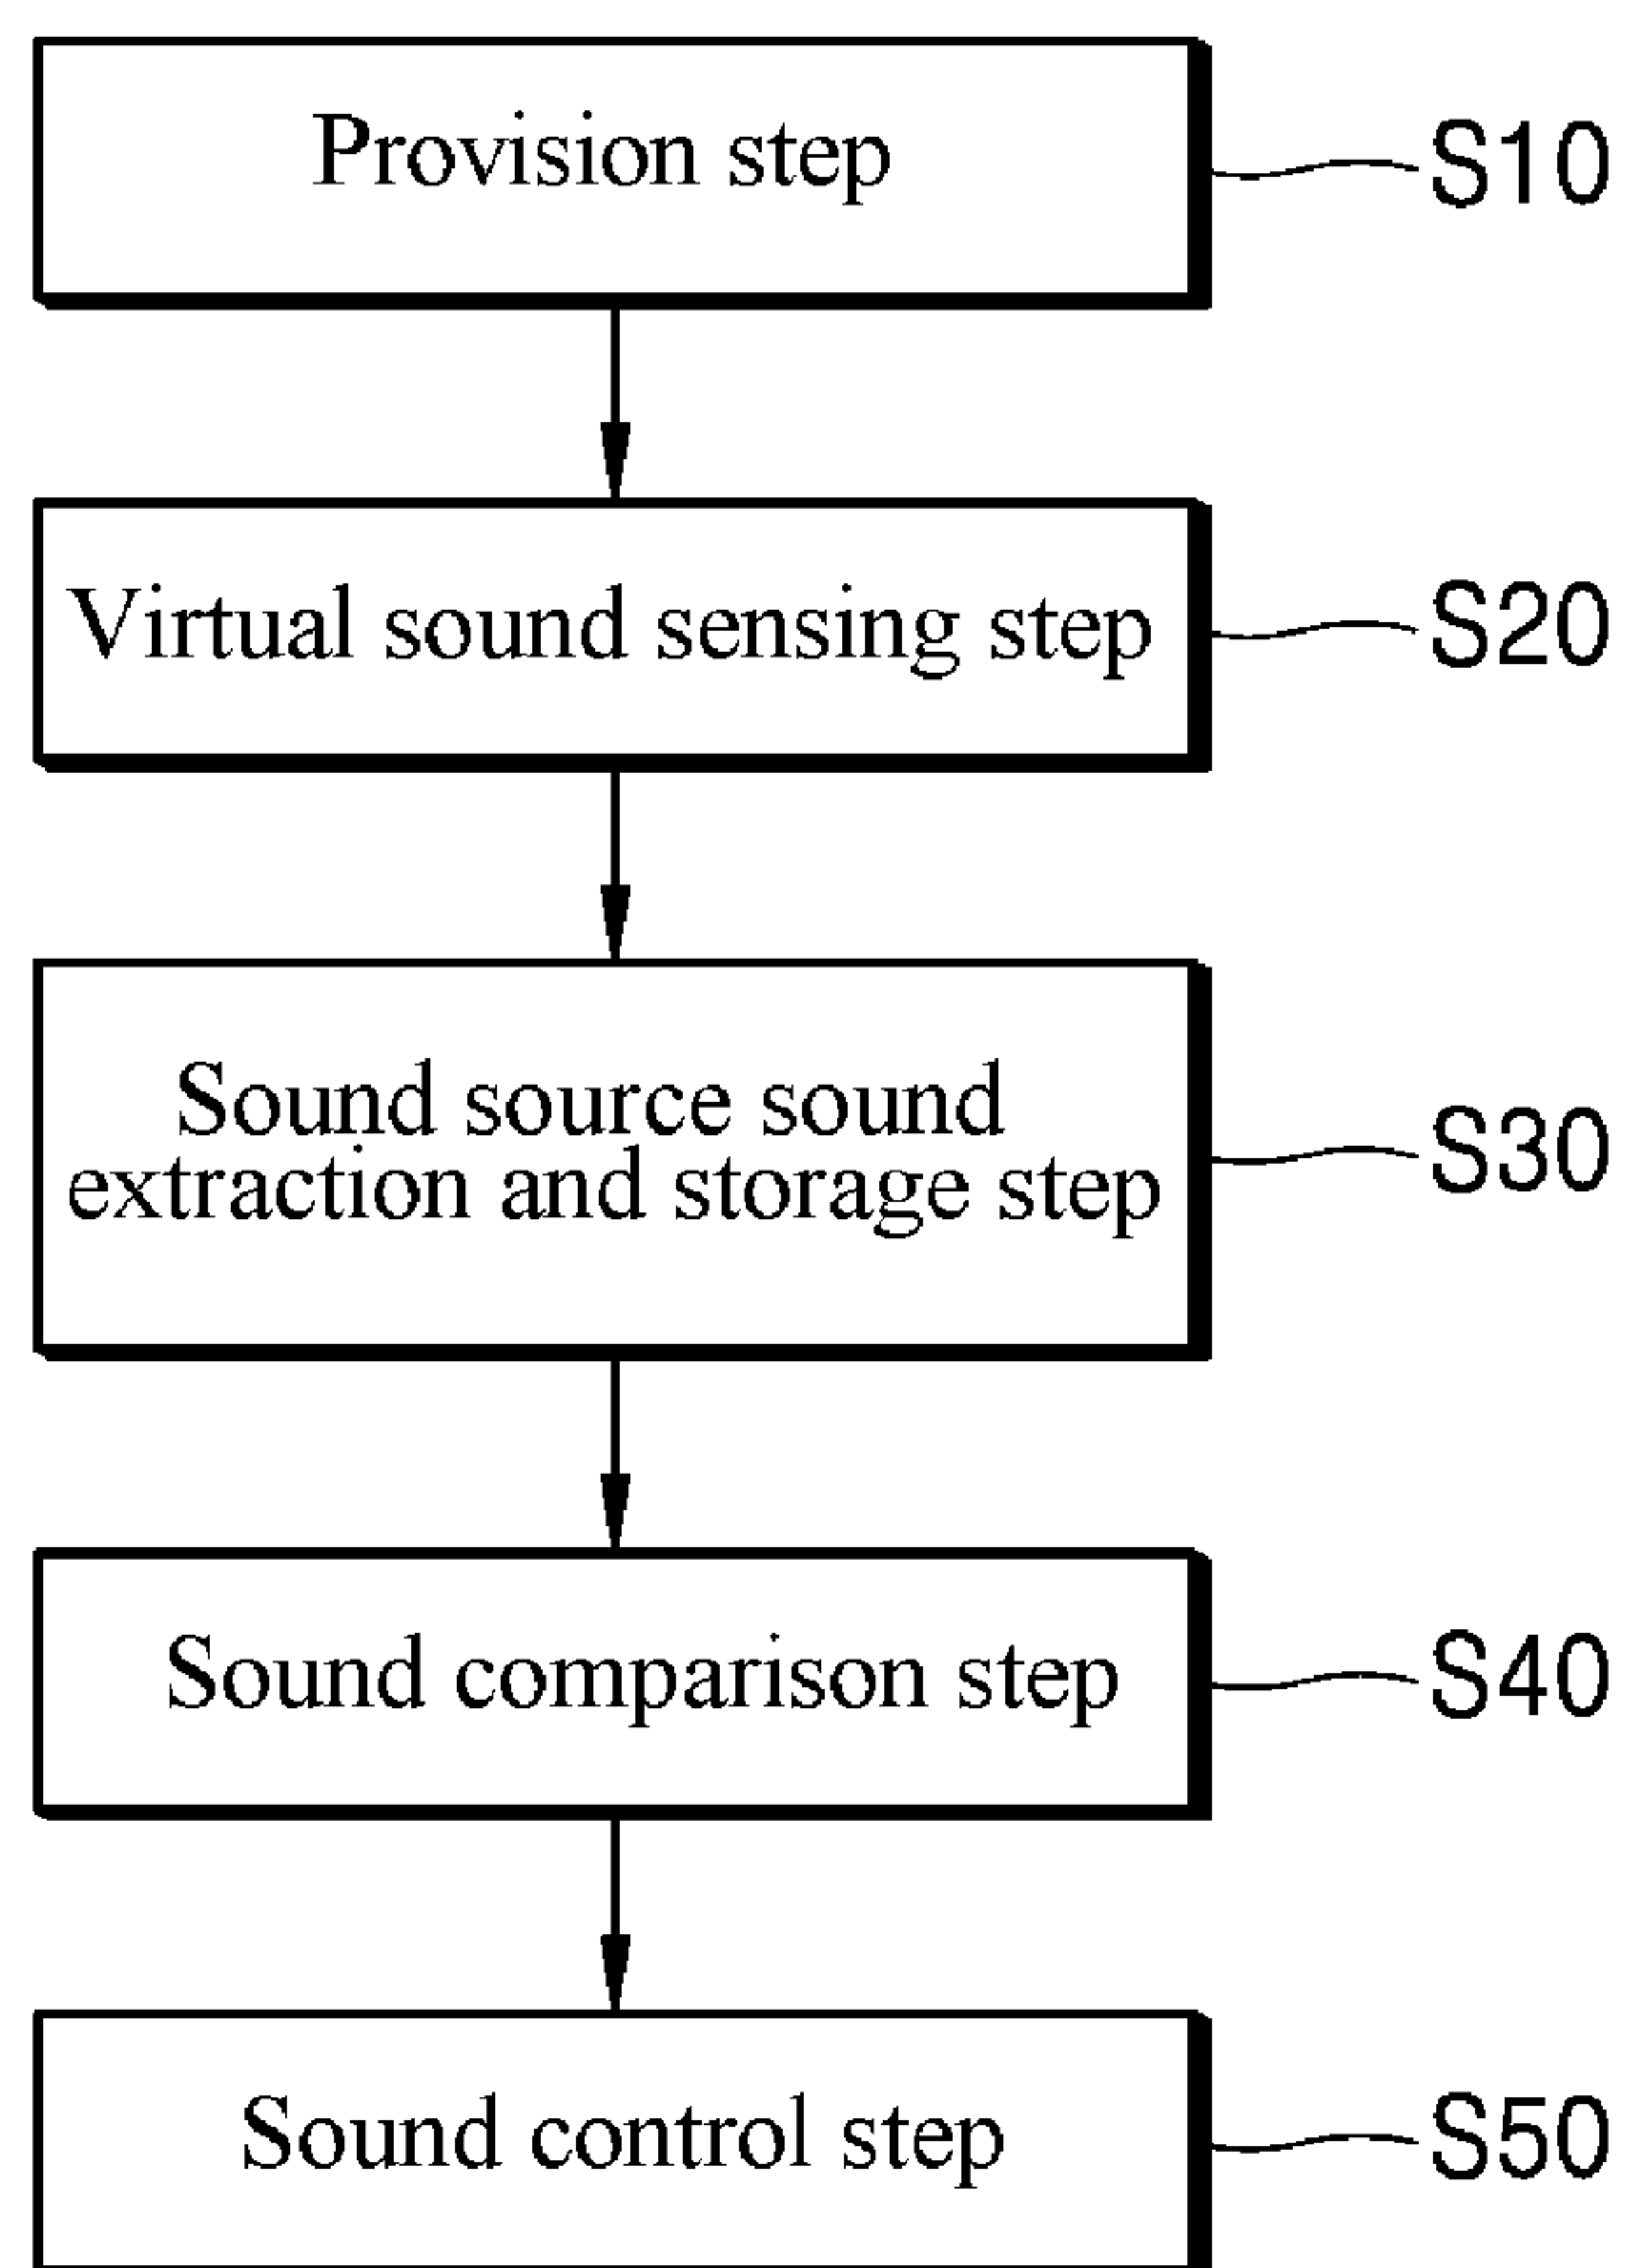 Provision step
S10
Virtual sound sensing step
S20
Sound source sound
extraction and storage step
S30
Sound comparison step
S40
Sound control step
S50